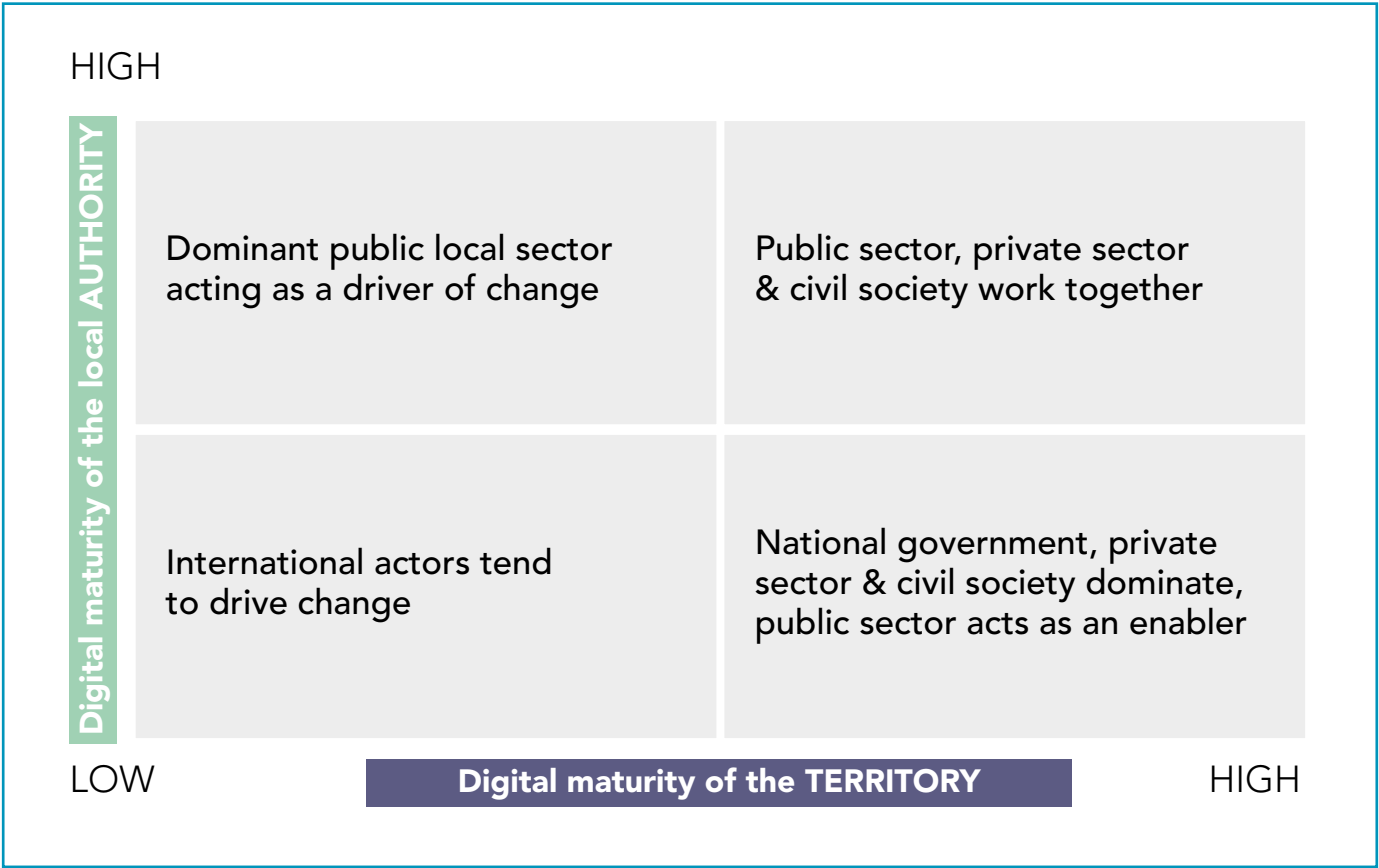 HIGH
Digital maturity of the local AUTHORITY
Dominant public local sector
acting as a driver of change
Public sector, private sector
& civil society work together
International actors tend
to drive change
National government, private
sector & civil society dominate,
public sector acts as an enabler
LOW
Digital maturity of the TERRITORY
HIGH